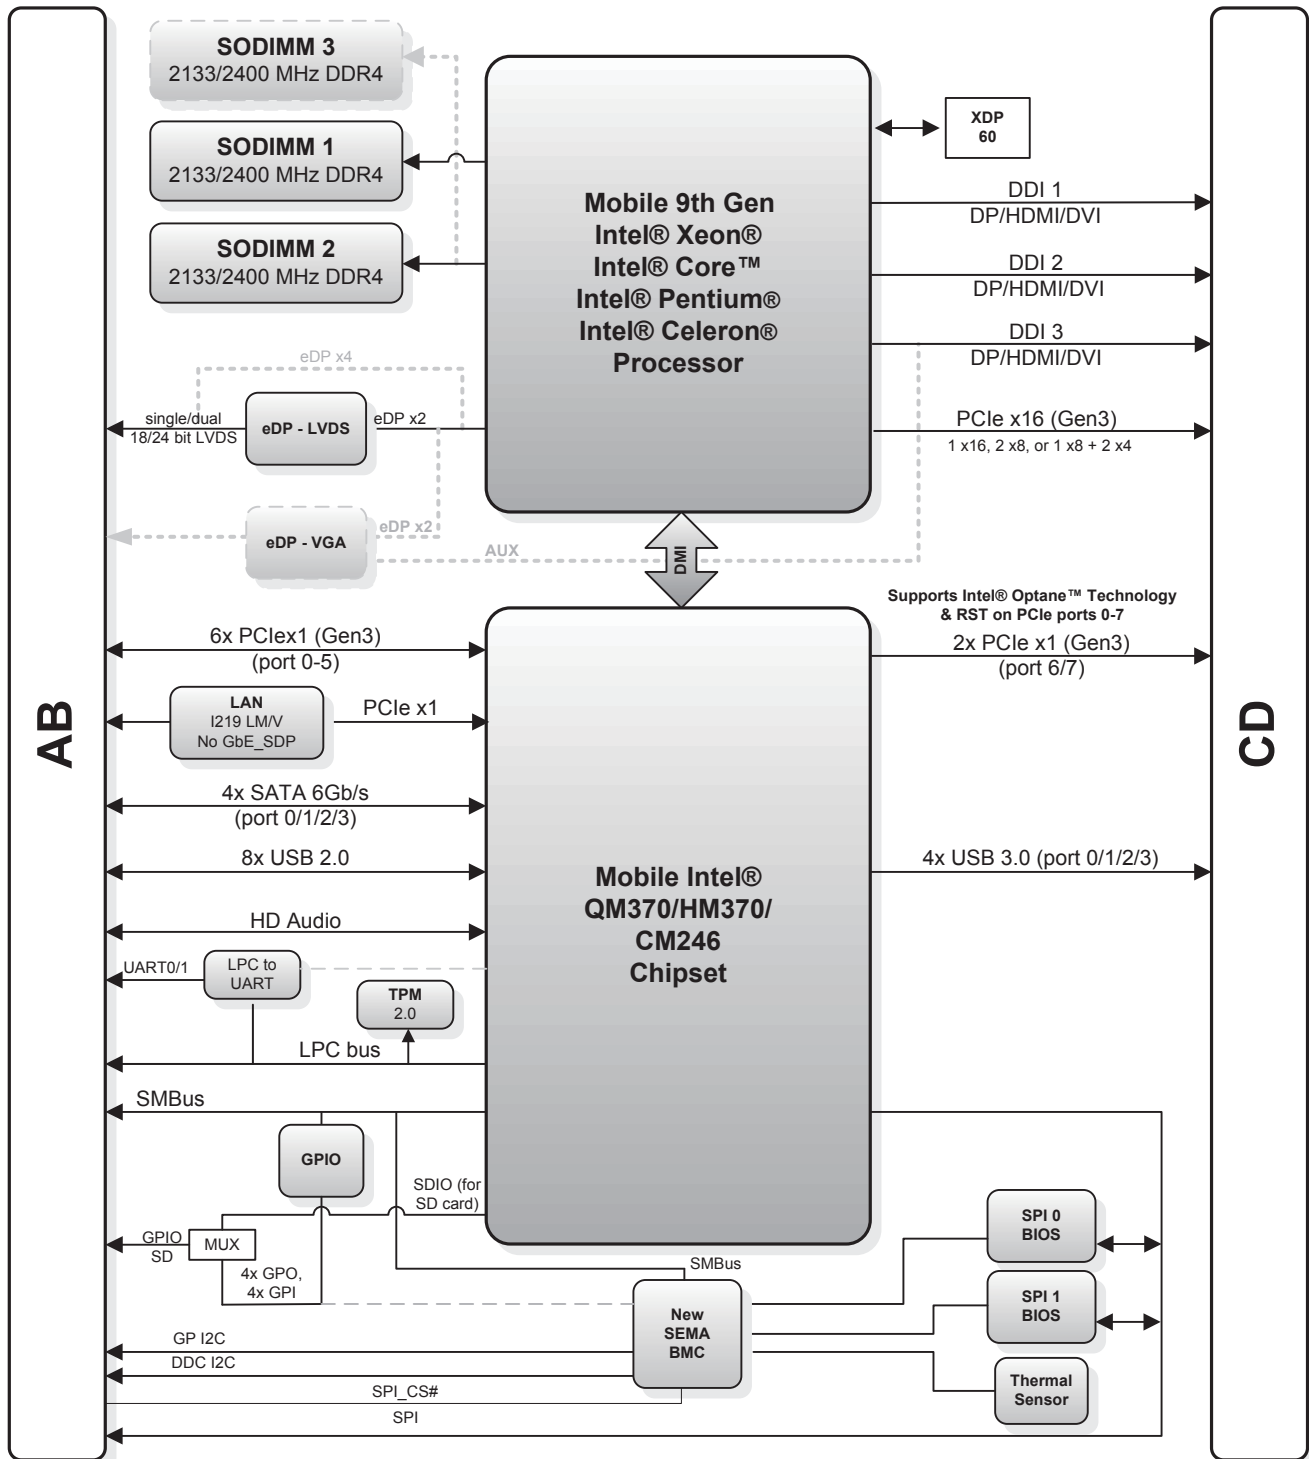 SODIMM 3
2133/2400 MHz DDR4
SODIMM 1
2133/2400 MHz DDR4
SODIMM 2
2133/2400 MHz DDR4
Mobile 9th Gen
Intel® Xeon®
Intel® Core™
Intel® Pentium®
Intel® Celeron®
Processor
XDP
60
DDI 1
DP/HDMI/DVI
DDI 2
DP/HDMI/DVI
DDI 3
DP/HDMI/DVI
PCIe x16 (Gen3)
1 x16, 2 x8, or 1 x8 + 2 x4
eDP x4
single/dual
18/24 bit LVDS
eDP - LVDS
eDP x2
eDP - VGA
eDP x2
AUX
DMI
Supports Intel® Optane™ Technology
& RST on PCIe ports 0-7
2x PCIe x1 (Gen3)
(port 6/7)
AB
CD
6x PCIex1 (Gen3)
(port 0-5)
LAN
I219 LM/V
No GbE_SDP
PCIe x1
4x SATA 6Gb/s
(port 0/1/2/3)
8x USB 2.0
4x USB 3.0 (port 0/1/2/3)
Mobile Intel®
QM370/HM370/
CM246
Chipset
HD Audio
UART0/1
LPC to
UART
TPM
2.0
LPC bus
SMBus
GPIO
SDIO (for
SD card)
GPIO
SD
MUX
4x GPO,
4x GPI
SMBus
New
SEMA
BMC
SPI 0
BIOS
SPI 1
BIOS
Thermal
Sensor
GP I2C
DDC I2C
SPI_CS#
SPI